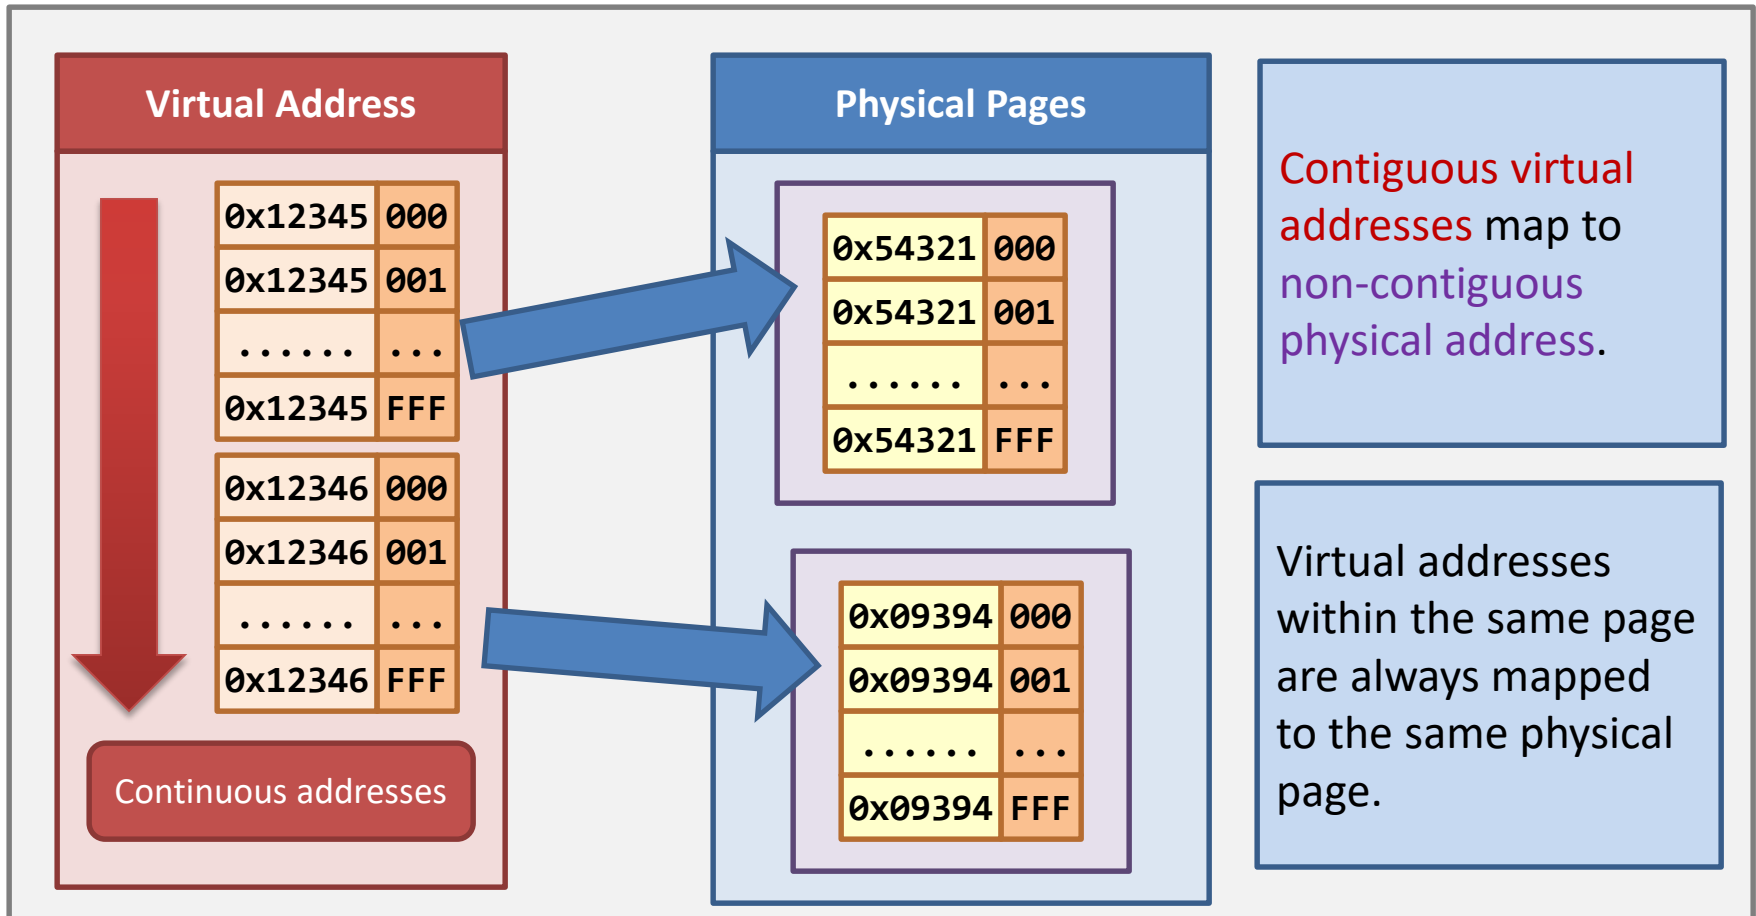 Virtual Address
0x12345 000
0x12345 001
...... ...
0x12345 FFF
0x12346 000
0x12346 001
...... ...
0x12346 FFF
Continuous addresses
Physical Pages
0x54321 000
0x54321 001
...... ...
0x54321 FFF
0x09394 000
0x09394 001
...... ...
0x09394 FFF
Contiguous virtual
addresses map to
non-contiguous
physical address.
Virtual addresses
within the same page
are always mapped
to the same physical
page.